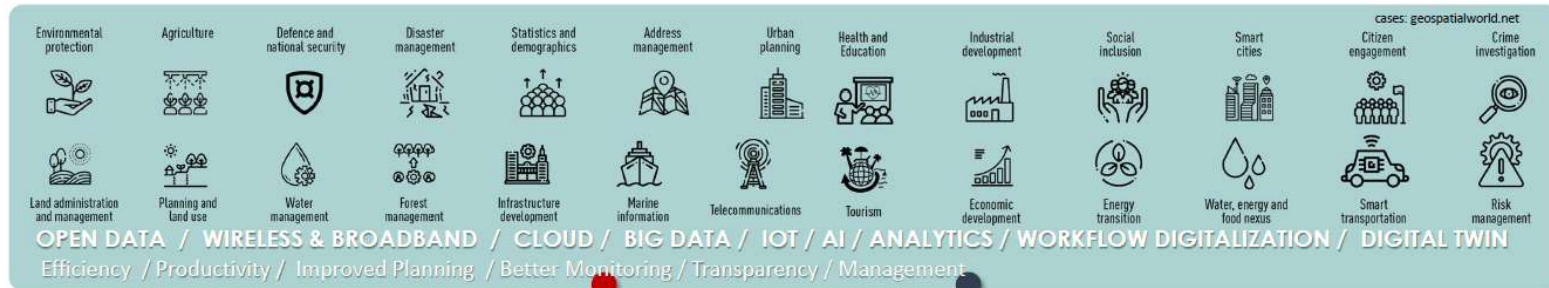 cases: geospatialworld.net
Environmental protection
Agriculture
Defence and national security
Disaster management
Statistics and demographics
Address management
Urban planning
Health and Education
Industrial development
Social inclusion
Smart cities
Citizen engagement
Crime investigation
Land administration and management
Planning and land use
Water management
Forest management
Infrastructure development
Marine information
Telecommunications
Tourism
Economic development
Energy transition
Water, energy and food nexus
Smart transportation
Risk management
OPEN DATA / WIRELESS & BROADBAND / CLOUD / BIG DATA / IOT / AI / ANALYTICS / WORKFLOW DIGITALIZATION / DIGITAL TWIN
Efficiency / Productivity / Improved Planning / Better Monitoring / Transparency / Management